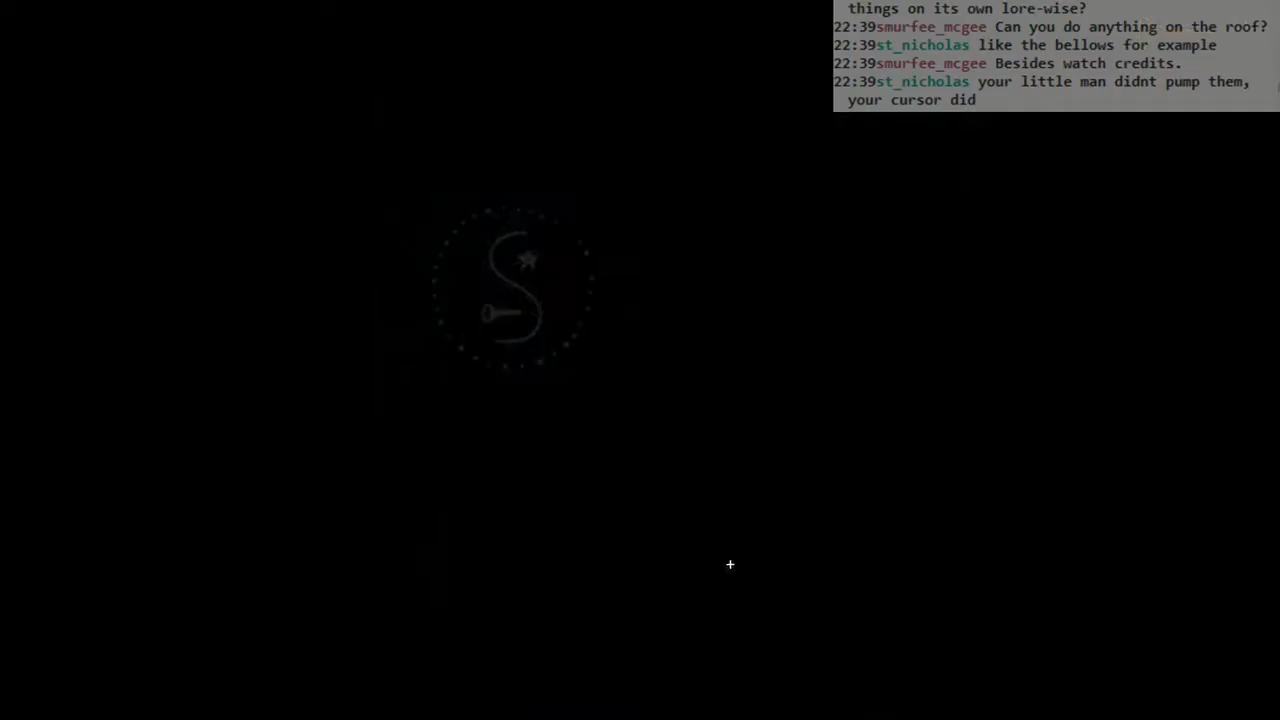 things on its own lore-wise?
22:39smurfee_mcgee Can you do anything on the roof?
22:39st_nicholas like the bellows for example
22:39smurfee_mcgee Besides watch credits.
22:39st_nicholas your little man didnt pump them,
your cursor did
S